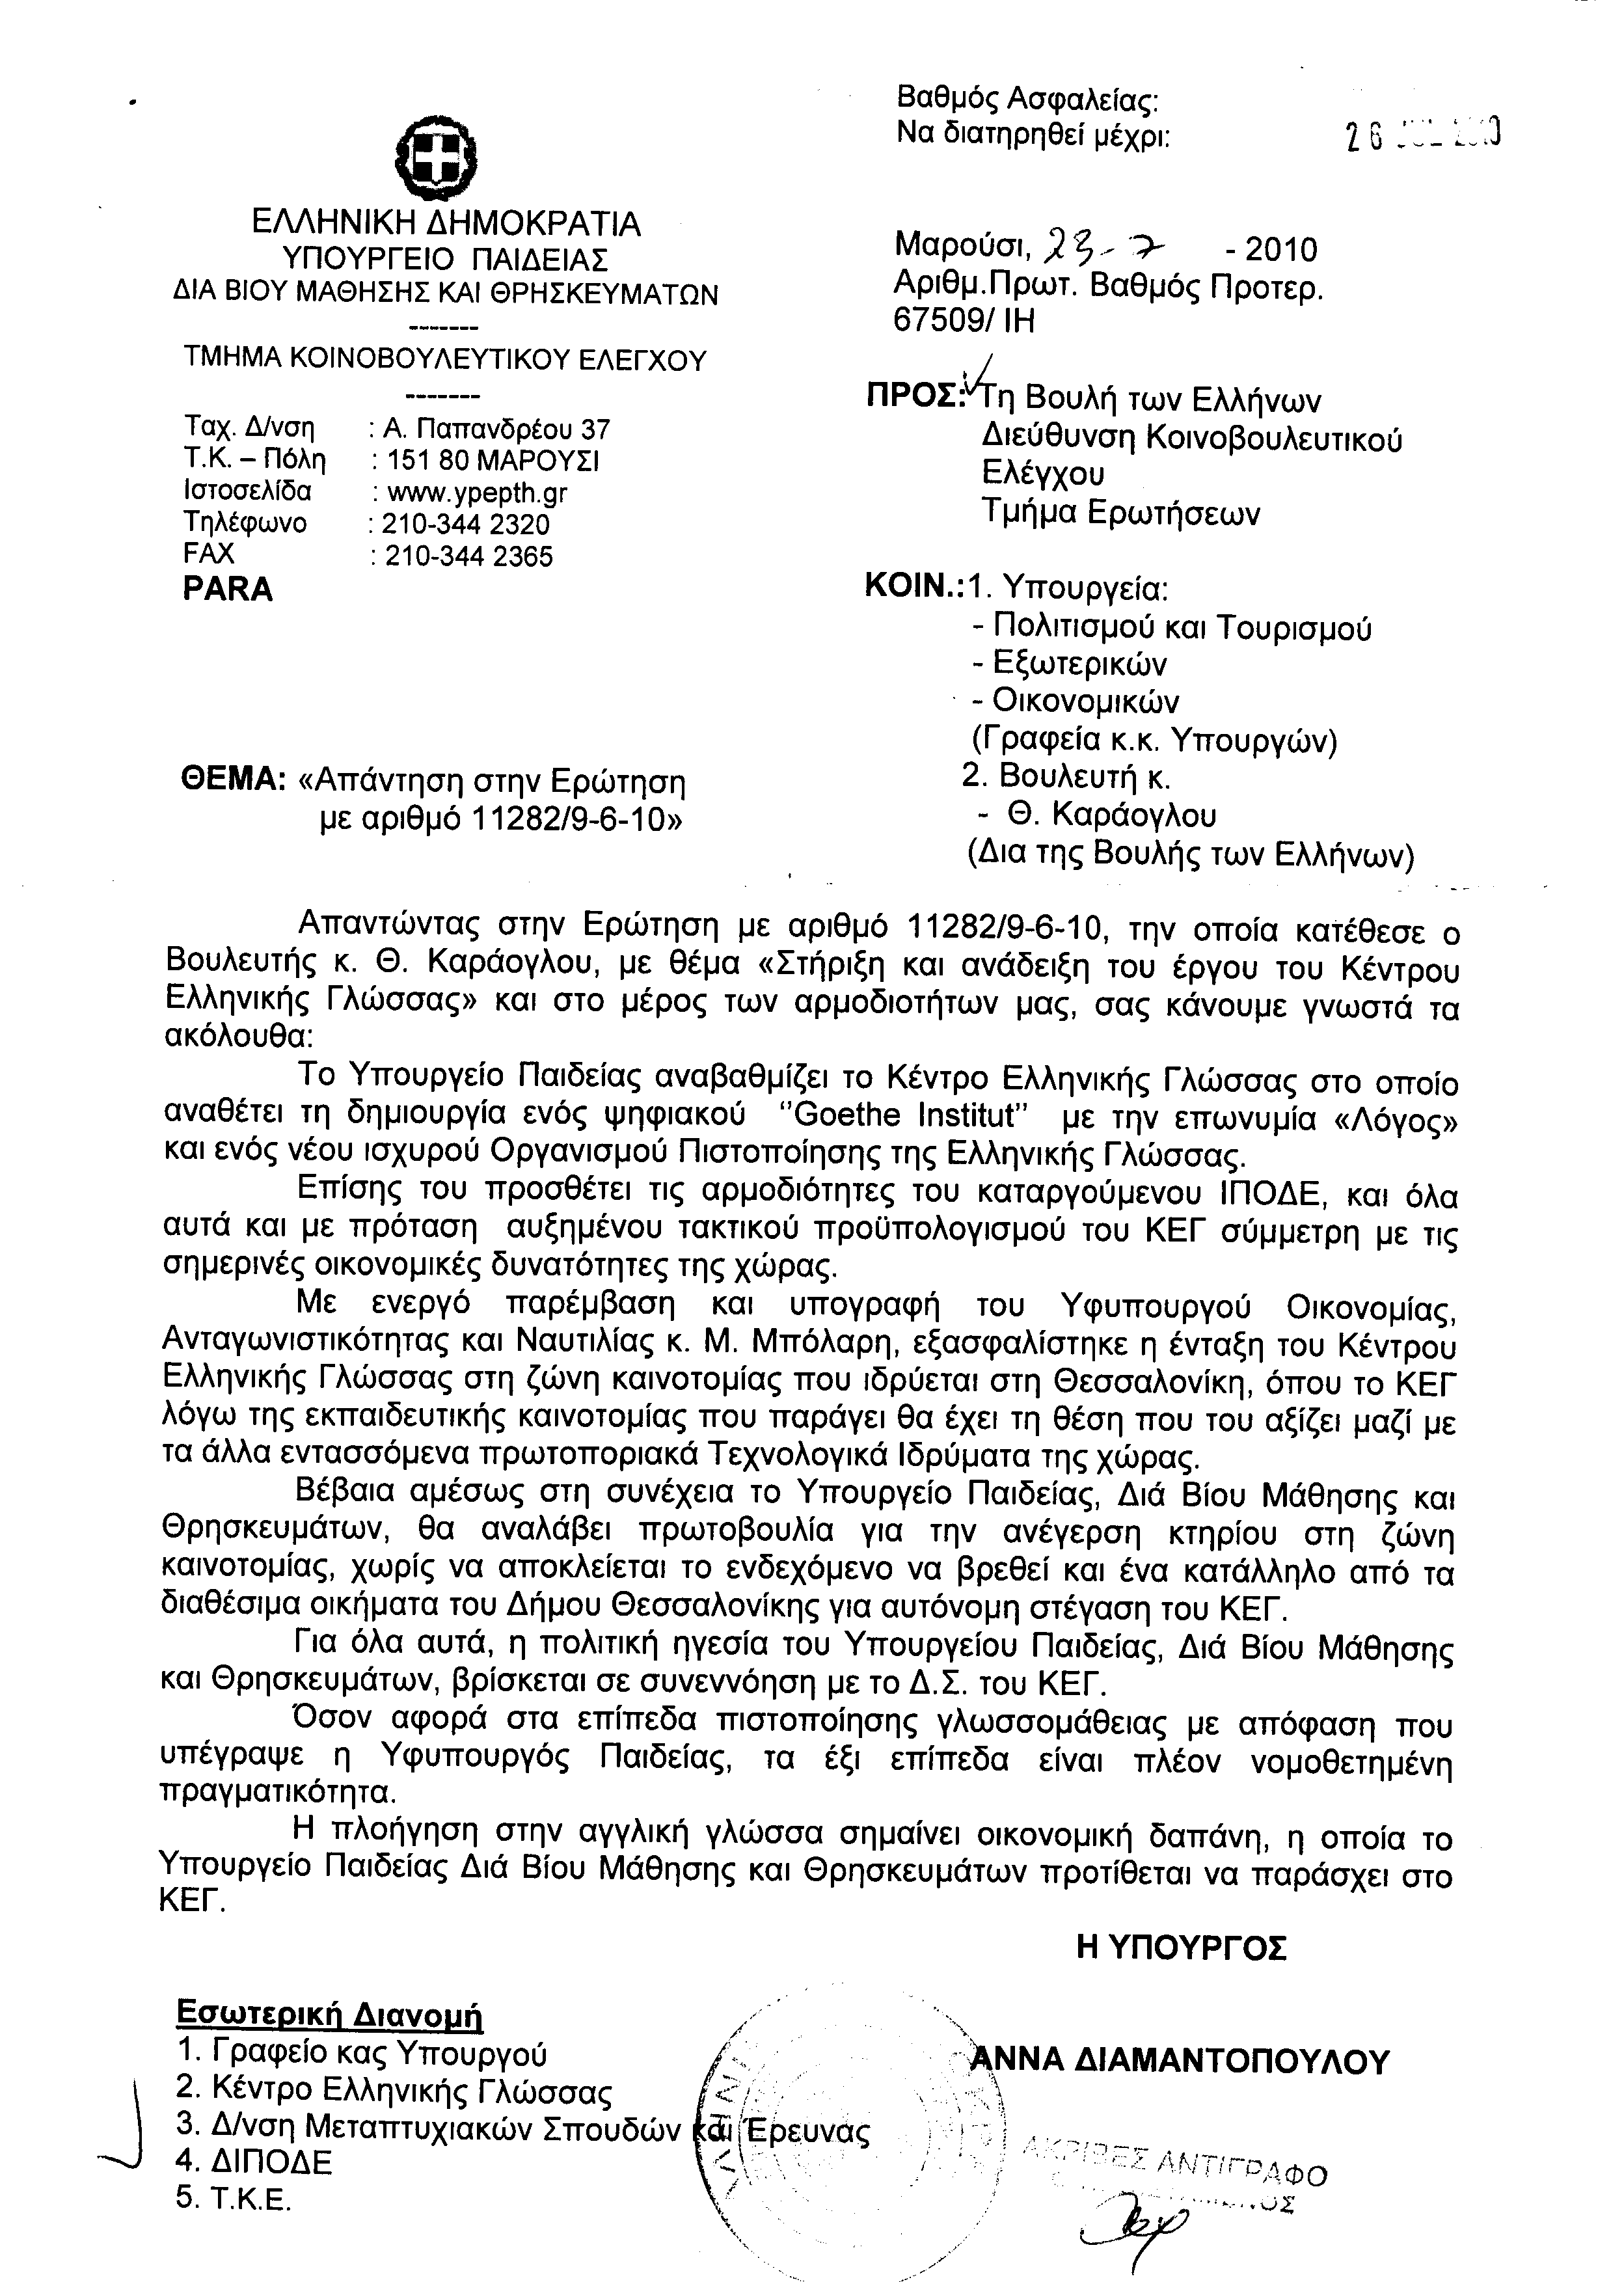 Βαθμός Ασφαλείας:
Να διατηρηθεί μέχρι:
26
ΕΛΛΗΝΙΚΗ ΔΗΜΟΚΡΑΤΙΑ
ΥΠΟΥΡΓΕΙΟ ΠΑΙΔΕΙΑΣ
ΔΙΑ ΒΙΟΥ ΜΑΘΗΣΗΣ ΚΑΙ ΘΡΗΣΚΕΥΜΑΤΩΝ
-------
ΤΜΗΜΑ ΚΟΙΝΟΒΟΥΛΕΥΤΙΚΟΥ ΕΛΕΓΧΟΥ
-------
Ταχ. Δ/νση : Α. Παπανδρέου 37
Τ.Κ. – Πόλη : 151 80 ΜΑΡΟΥΣΙ
Ιστοσελίδα : www.ypepth.gr
Τηλέφωνο : 210-344 2320
FAX : 210-344 2365
PARA
Μαρούσι, 23-7 - 2010
Αριθμ.Πρωτ. Βαθμός Προτερ.
67509/ ΙΗ
ΠΡΟΣ: Τη Βουλή των Ελλήνων
Διεύθυνση Κοινοβουλευτικού
Ελέγχου
Τμήμα Ερωτήσεων
ΚΟΙΝ.:1. Υπουργεία:
- Πολιτισμού και Τουρισμού
- Εξωτερικών
- Οικονομικών
(Γραφεία κ.κ. Υπουργών)
2. Βουλευτή κ.
- Θ. Καράογλου
(Δια της Βουλής των Ελλήνων)
ΘΕΜΑ: «Απάντηση στην Ερώτηση
με αριθμό 11282/9-6-10»
Απαντώντας στην Ερώτηση με αριθμό 11282/9-6-10, την οποία κατέθεσε ο
Βουλευτής κ. Θ. Καράογλου, με θέμα «Στήριξη και ανάδειξη του έργου του Κέντρου
Ελληνικής Γλώσσας» και στο μέρος των αρμοδιοτήτων μας, σας κάνουμε γνωστά τα
ακόλουθα:
Το Υπουργείο Παιδείας αναβαθμίζει το Κέντρο Ελληνικής Γλώσσας στο οποίο
αναθέτει τη δημιουργία ενός ψηφιακού ‘‘Goethe Institut’’ με την επωνυμία «Λόγος»
και ενός νέου ισχυρού Οργανισμού Πιστοποίησης της Ελληνικής Γλώσσας.
Επίσης του προσθέτει τις αρμοδιότητες του καταργούμενου ΙΠΟΔΕ, και όλα
αυτά και με πρόταση αυξημένου τακτικού προϋπολογισμού του ΚΕΓ σύμμετρη με τις
σημερινές οικονομικές δυνατότητες της χώρας.
Με ενεργό παρέμβαση και υπογραφή του Υφυπουργού Οικονομίας,
Ανταγωνιστικότητας και Ναυτιλίας κ. Μ. Μπόλαρη, εξασφαλίστηκε η ένταξη του Κέντρου
Ελληνικής Γλώσσας στη ζώνη καινοτομίας που ιδρύεται στη Θεσσαλονίκη, όπου το ΚΕΓ
λόγω της εκπαιδευτικής καινοτομίας που παράγει θα έχει τη θέση που του αξίζει μαζί με
τα άλλα εντασσόμενα πρωτοποριακά Τεχνολογικά Ιδρύματα της χώρας.
Βέβαια αμέσως στη συνέχεια το Υπουργείο Παιδείας, Διά Βίου Μάθησης και
Θρησκευμάτων, θα αναλάβει πρωτοβουλία για την ανέγερση κτηρίου στη ζώνη
καινοτομίας, χωρίς να αποκλείεται το ενδεχόμενο να βρεθεί και ένα κατάλληλο από τα
διαθέσιμα οικήματα του Δήμου Θεσσαλονίκης για αυτόνομη στέγαση του ΚΕΓ.
Για όλα αυτά, η πολιτική ηγεσία του Υπουργείου Παιδείας, Διά Βίου Μάθησης
και Θρησκευμάτων, βρίσκεται σε συνεννόηση με το Δ.Σ. του ΚΕΓ.
Όσον αφορά στα επίπεδα πιστοποίησης γλωσσομάθειας με απόφαση που
υπέγραψε η Υφυπουργός Παιδείας, τα έξι επίπεδα είναι πλέον νομοθετημένη
πραγματικότητα.
Η πλοήγηση στην αγγλική γλώσσα σημαίνει οικονομική δαπάνη, η οποία το
Υπουργείο Παιδείας Διά Βίου Μάθησης και Θρησκευμάτων προτίθεται να παράσχει στο
ΚΕΓ.
Η ΥΠΟΥΡΓΟΣ
ΑΝΝΑ ΔΙΑΜΑΝΤΟΠΟΥΛΟΥ
Εσωτερική Διανομή
1. Γραφείο κας Υπουργού
2. Κέντρο Ελληνικής Γλώσσας
3. Δ/νση Μεταπτυχιακών Σπουδών και Έρευνας
4. ΔΙΠΟΔΕ
5. Τ.Κ.Ε.
ΑΚΡΙΒΕΣ ΑΝΤΙΓΡΑΦΟ